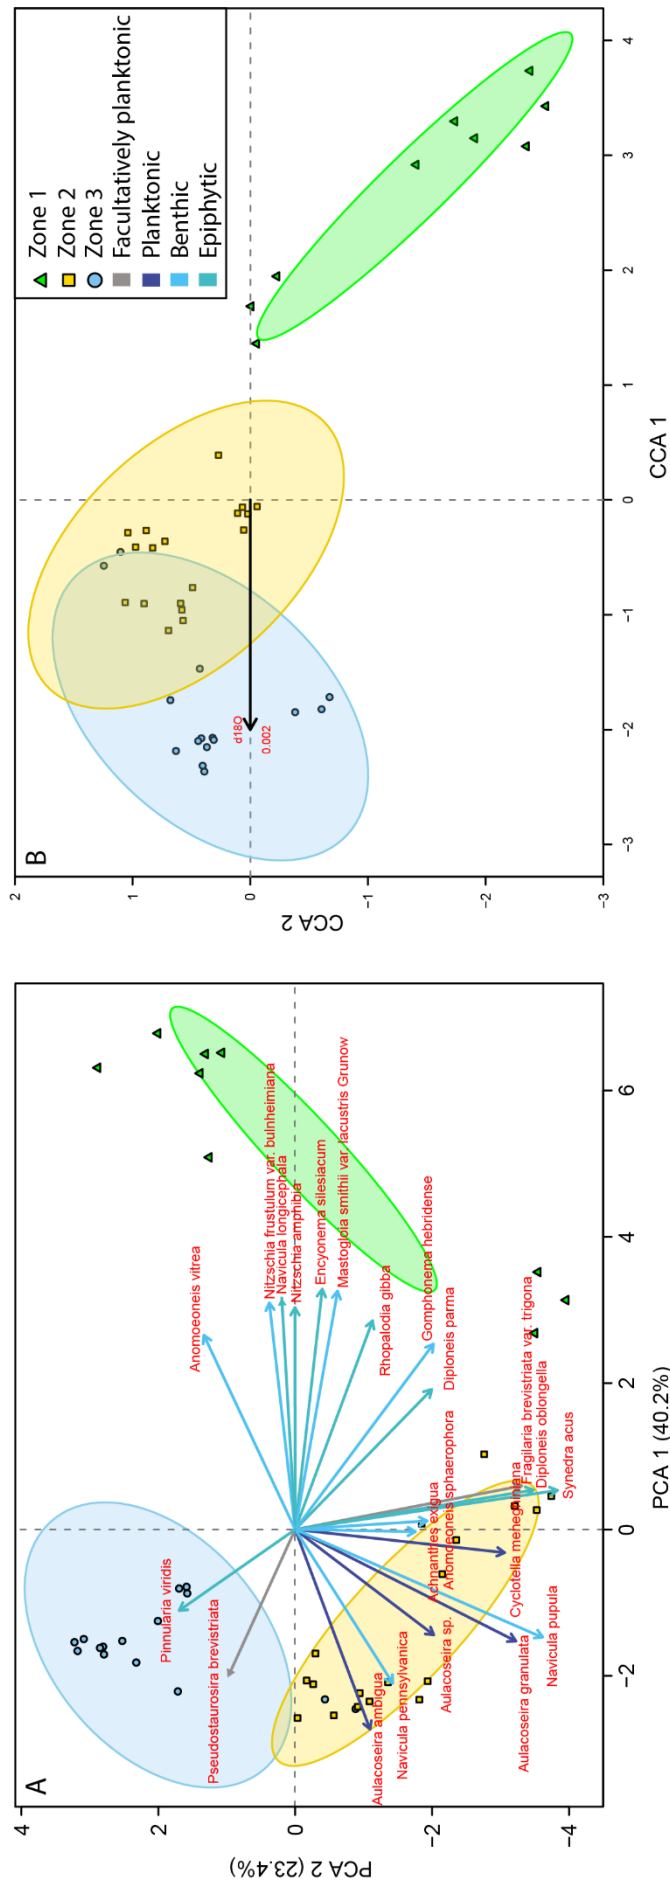 A
4
2
0
−2
−4
PCA 2 (23.4%)
−2
0
2
4
6
PCA 1 (40.2%)
Pinnularia viridis
Pseudostaurosira brevistriata
Anomoeoneis vitrea
Nitzschia frustulum var. bulnheimiana
Navicula longicephala
Nitzschia amphibia
Encyonema silesiacum
Mastogloia smithii var. lacustris Grunow
Rhopalodia gibba
Gomphonema hebridense
Diploneis parma
Achnanthes exigua
Anomoeoneis sphaerophora
Cyclotella meneghiniana
Fragilaria brevistriata var. trigona
Diploneis oblongella
Synedra acus
Aulacoseira ambigua
Navicula pennsylvanica
Aulacoseira sp.
Aulacoseira granulata
Navicula pupula
B
2
1
0
−1
−2
−3
CCA 2
−3
−2
−1
0
1
2
3
4
CCA 1
d18O
0.002
Zone 1
Zone 2
Zone 3
Facultatively planktonic
Planktonic
Benthic
Epiphytic